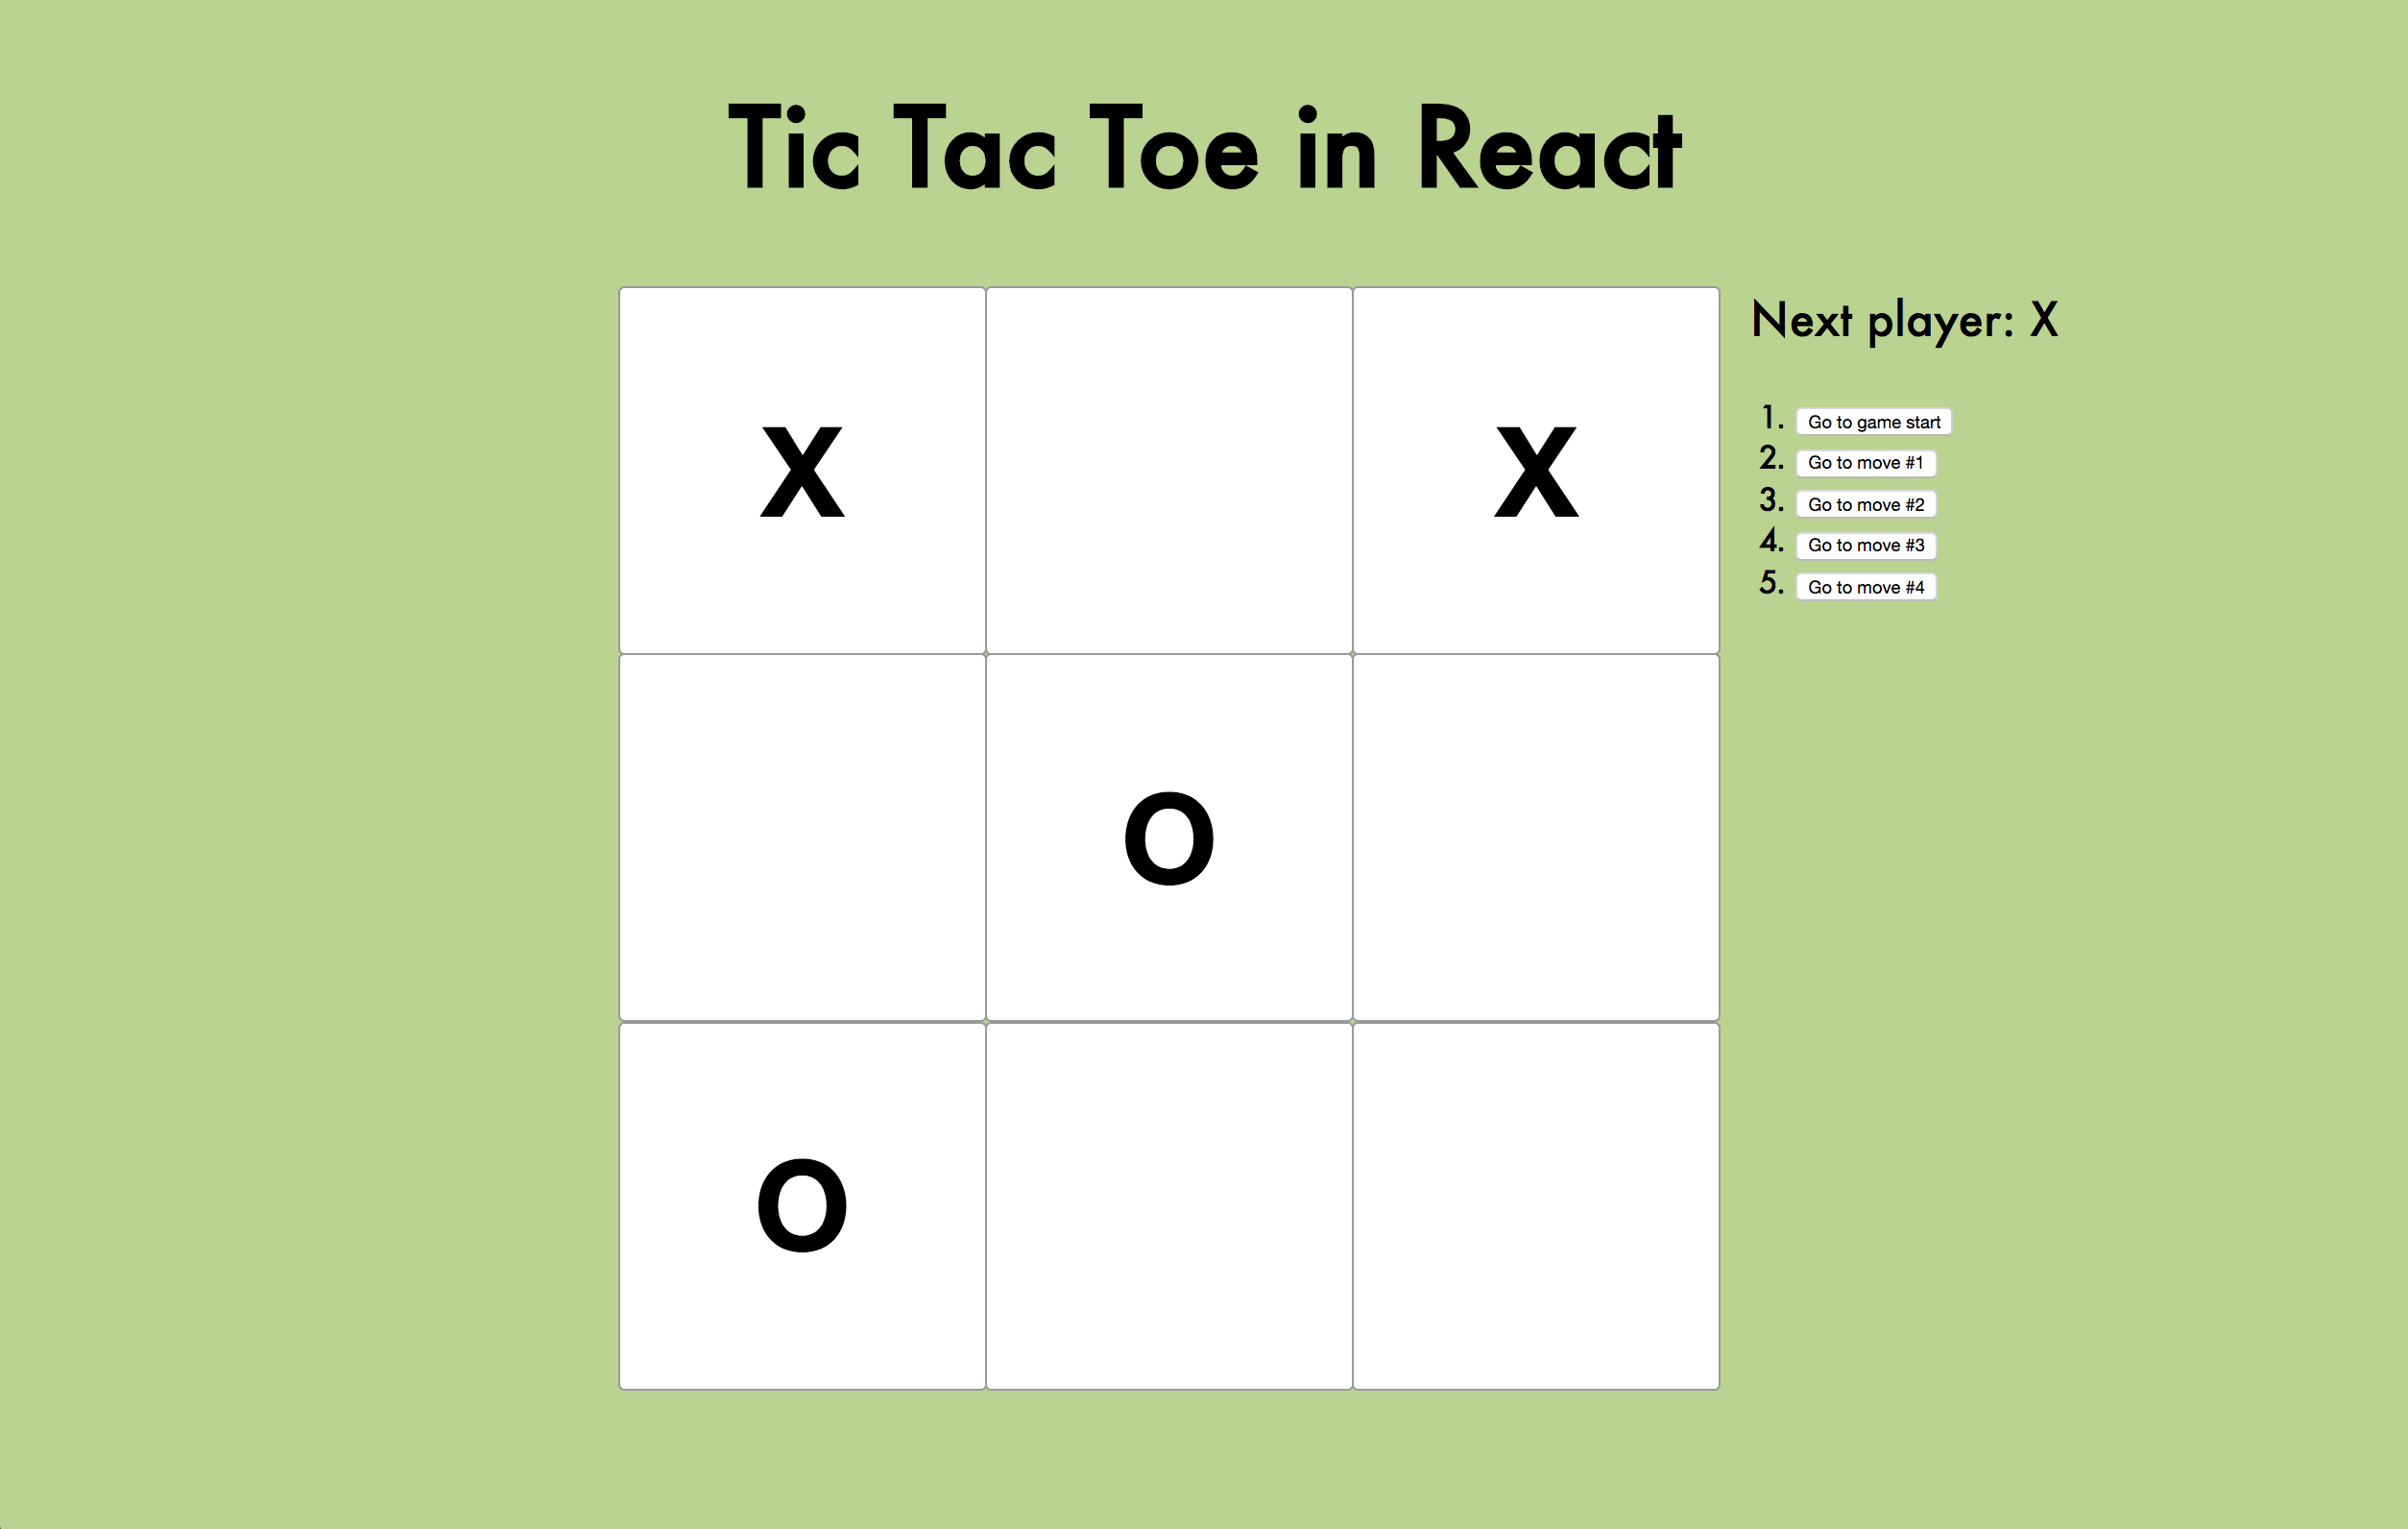 Tic Tac Toe in React
Next player: X
1. Go to game start
2. Go to move #1
3. Go to move #2
4. Go to move #3
5. Go to move #4
X X
O
O